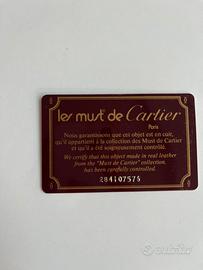 les must de Cartier
Paris
Nous garantissons que cet objet est en cuir,
qu'il appartient à la collection des Must de Cartier
et qu'il a été soigneusement contrôlé.
We certify that this object made in real leather
from the "Must de Cartier" collection,
has been carefully controlled.
284107575
subito